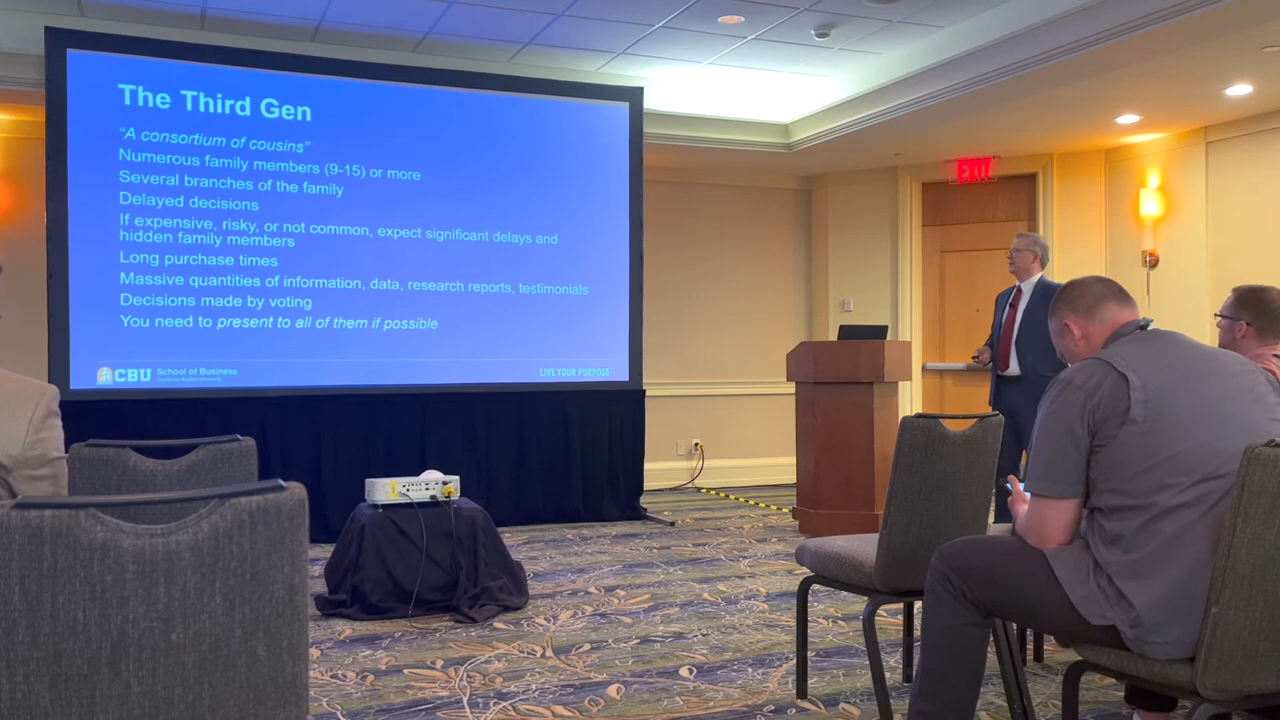 The Third Gen
“A consortium of cousins”
Numerous family members (9-15) or more
Several branches of the family
Delayed decisions
If expensive, risky, or not common, expect significant delays and
hidden family members
Long purchase times
Massive quantities of information, data, research reports, testimonials
Decisions made by voting
You need to present to all of them if possible
CBU School of Business
California Baptist University
LIVE YOUR PURPOSE
EXIT